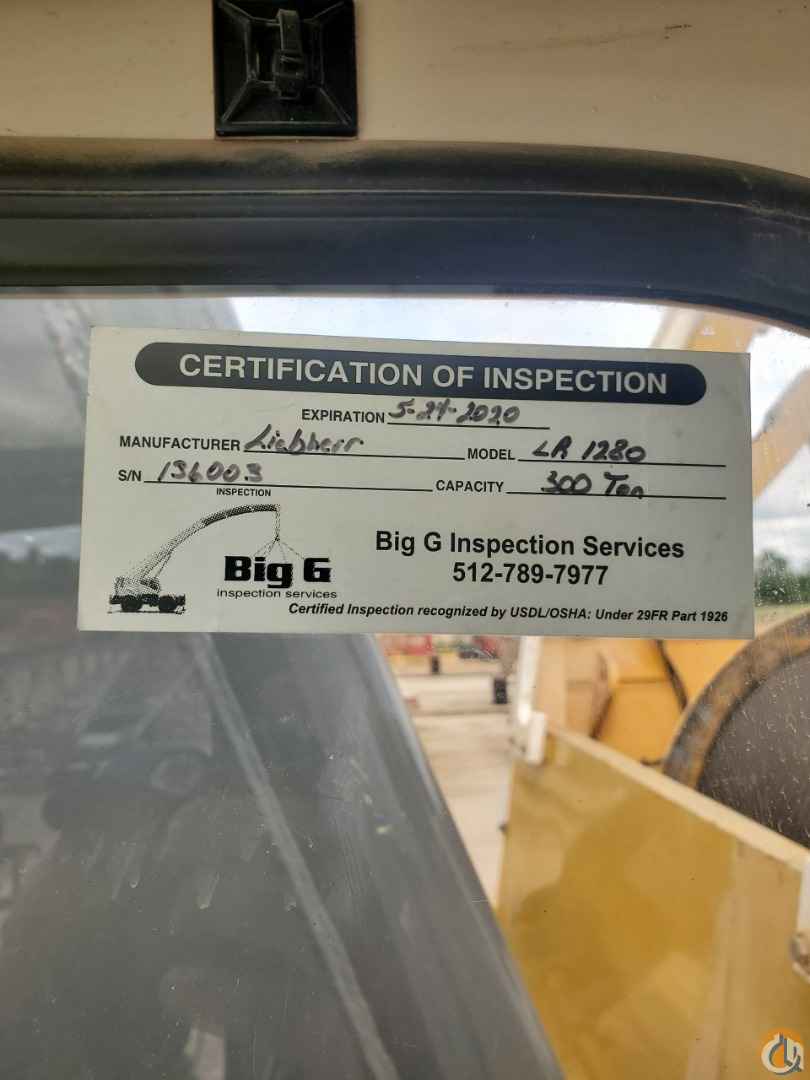 CERTIFICATION OF INSPECTION
EXPIRATION 5-24-2020
MANUFACTURER Liebherr MODEL LR 1280
S/N 136003 CAPACITY 300 Ton
INSPECTION
Big G Inspection Services
512-789-7977
Big G
inspection services
Certified Inspection recognized by USDL/OSHA: Under 29FR Part 1926